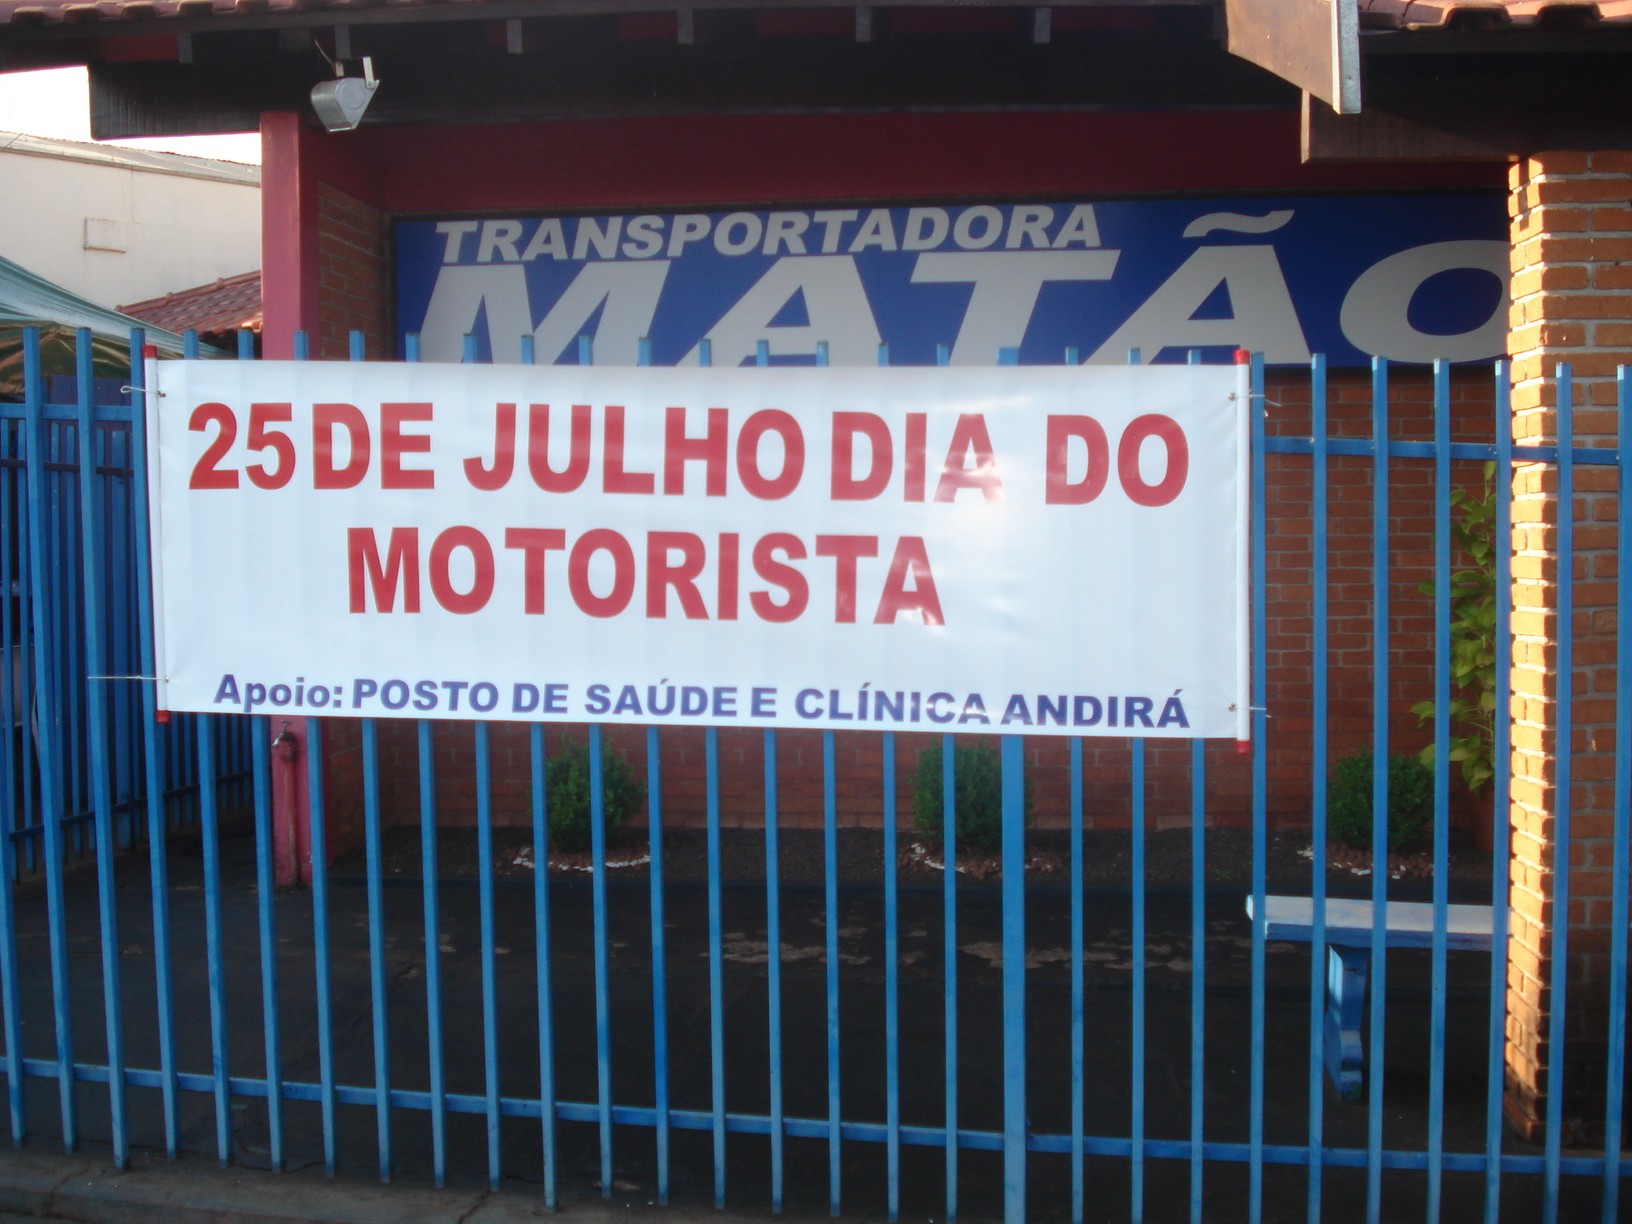 TRANSPORTADORA
MATÃO
25 DE JULHO DIA DO
MOTORISTA
Apoio: POSTO DE SAÚDE E CLÍNICA ANDIRÁ